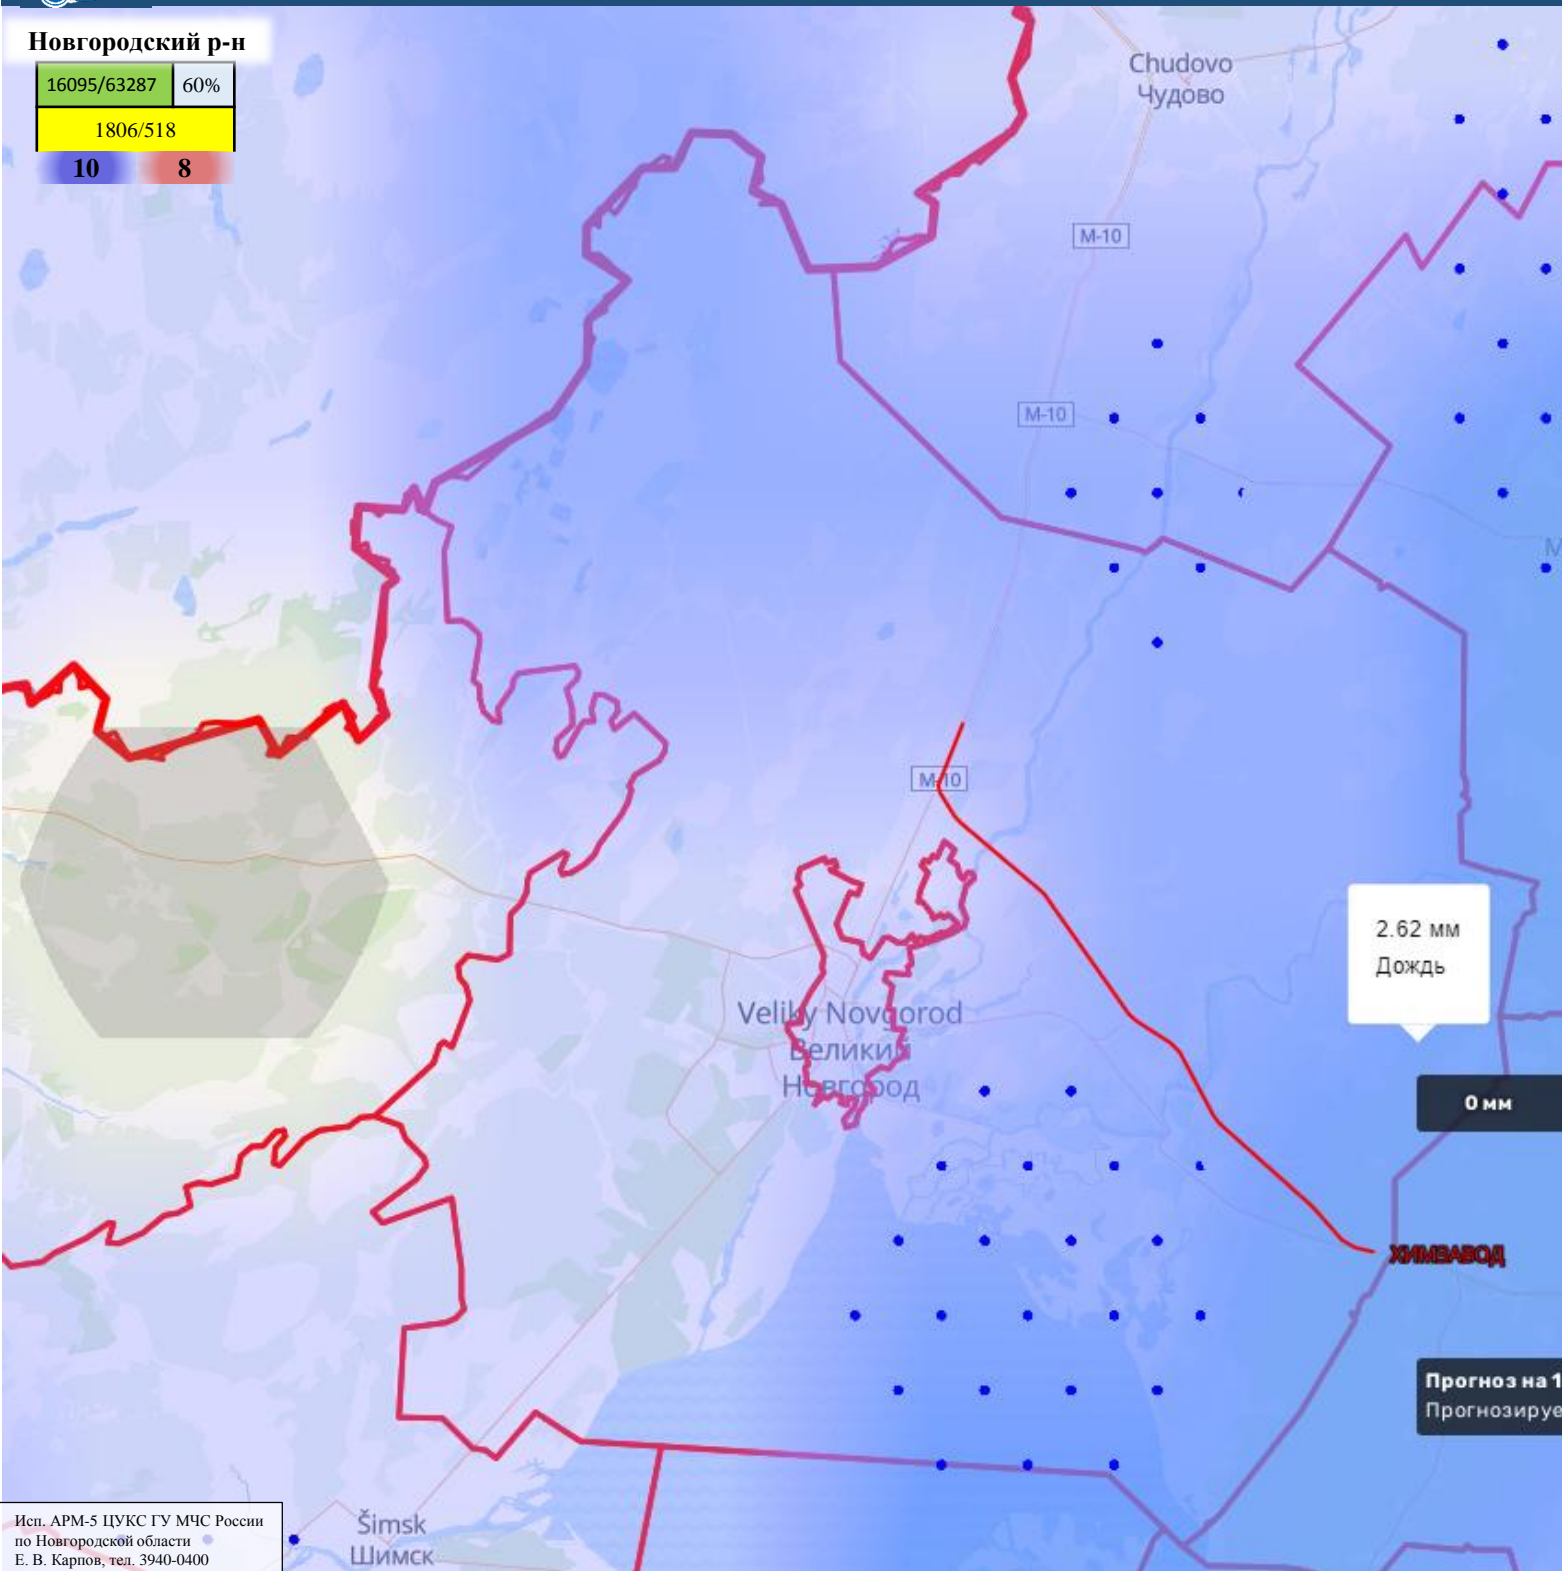 Новгородский р-н
16095/63287 60%
1806/518
10 8
Chudovo
Чудово
M-10
M-10
M-10
Veliky Novgorod
Великий
Новгород
2.62 мм
Дождь
0 мм
ХИМЗАВОД
Прогноз на 1
Прогнозируе
Šimsk
Шимск
Исп. АРМ-5 ЦУКС ГУ МЧС России
по Новгородской области
Е. В. Карпов, тел. 3940-0400